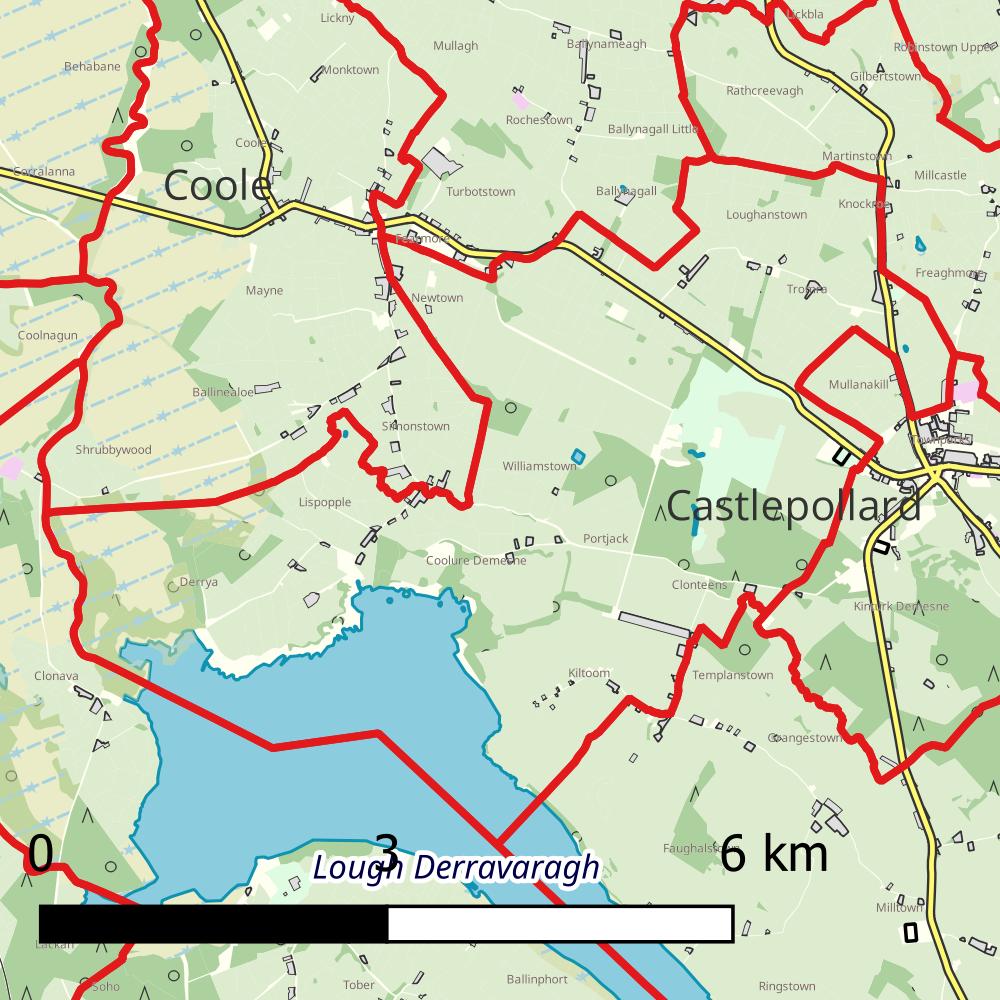 Lickny
Lickbla
Mullagh
Ballynameagh
Robinstown Upper
Behabane
Monktown
Gilbertstown
Rathcreevagh
Rochestown
Ballynagall Little
Coole
Martinstown
Corralanna
Millcastle
Coole
Turbotstown
Ballynagall
Knockroe
Loughanstown
Fearmore
Freaghmore
Mayne
Newtown
Coolnagun
Mullanakill
Ballinealoe
Simonstown
Townparks
Shrubbywood
Williamstown
Lispopple
Castlepollard
Portjack
Coolure Demesne
Derrya
Clonteens
Kinturk Demesne
Clonava
Kiltoom
Templanstown
Grangestown
Faughalstown
0 3 6 km
Lough Derravaragh
Milltown
Lackan
Soho
Tober
Ballinphort
Ringstown